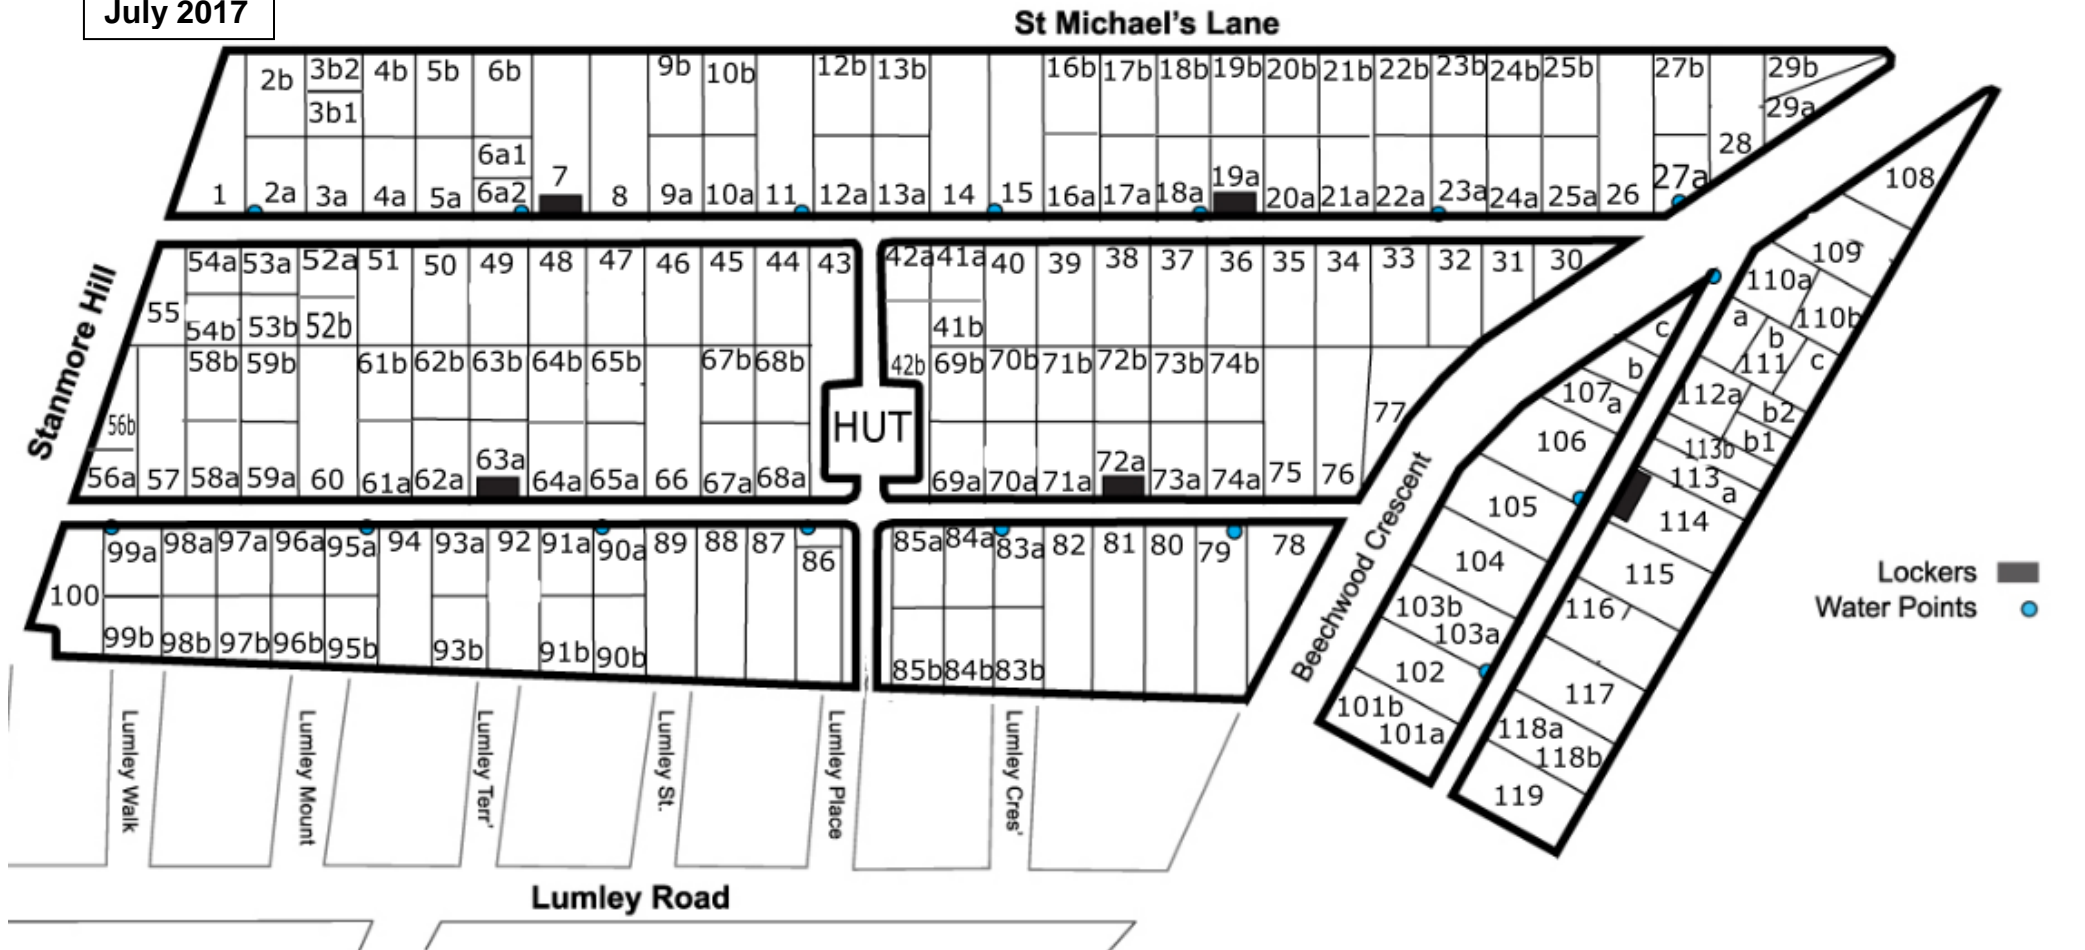 July 2017
St Michael's Lane
2b 3b2 4b 5b 6b 9b 10b 12b 13b 16b 17b 18b 19b 20b 21b 22b 23b 24b 25b 27b 29b
3b1 29a
6a1 28
1 2a 3a 4a 5a 6a2 7 8 9a 10a 11 12a 13a 14 15 16a 17a 18a 19a 20a 21a 22a 23a 24a 25a 26 27a
54a 53a 52a 51 50 49 48 47 46 45 44 43 42a 41a 40 39 38 37 36 35 34 33 32 31 30
55 54b 53b 52b 41b
58b 59b 61b 62b 63b 64b 65b 67b 68b 42b 69b 70b 71b 72b 73b 74b
56b HUT 77
56a 57 58a 59a 60 61a 62a 63a 64a 65a 66 67a 68a 69a 70a 71a 72a 73a 74a 75 76
99a 98a 97a 96a 95a 94 93a 92 91a 90a 89 88 87 86 85a 84a 83a 82 81 80 79 78
100
99b 98b 97b 96b 95b 93b 91b 90b 85b 84b 83b
Stanmore Hill
Beechwood Crescent
108
109
110a
110b
a b
111 c
112a
b2
b1
113b
113 a
114
115
116
117
118a
118b
119
c
b
107 a
106
105
104
103b
103a
102
101b
101a
Lockers
Water Points
Lumley Walk
Lumley Mount
Lumley Terr'
Lumley St.
Lumley Place
Lumley Cres'
Lumley Road